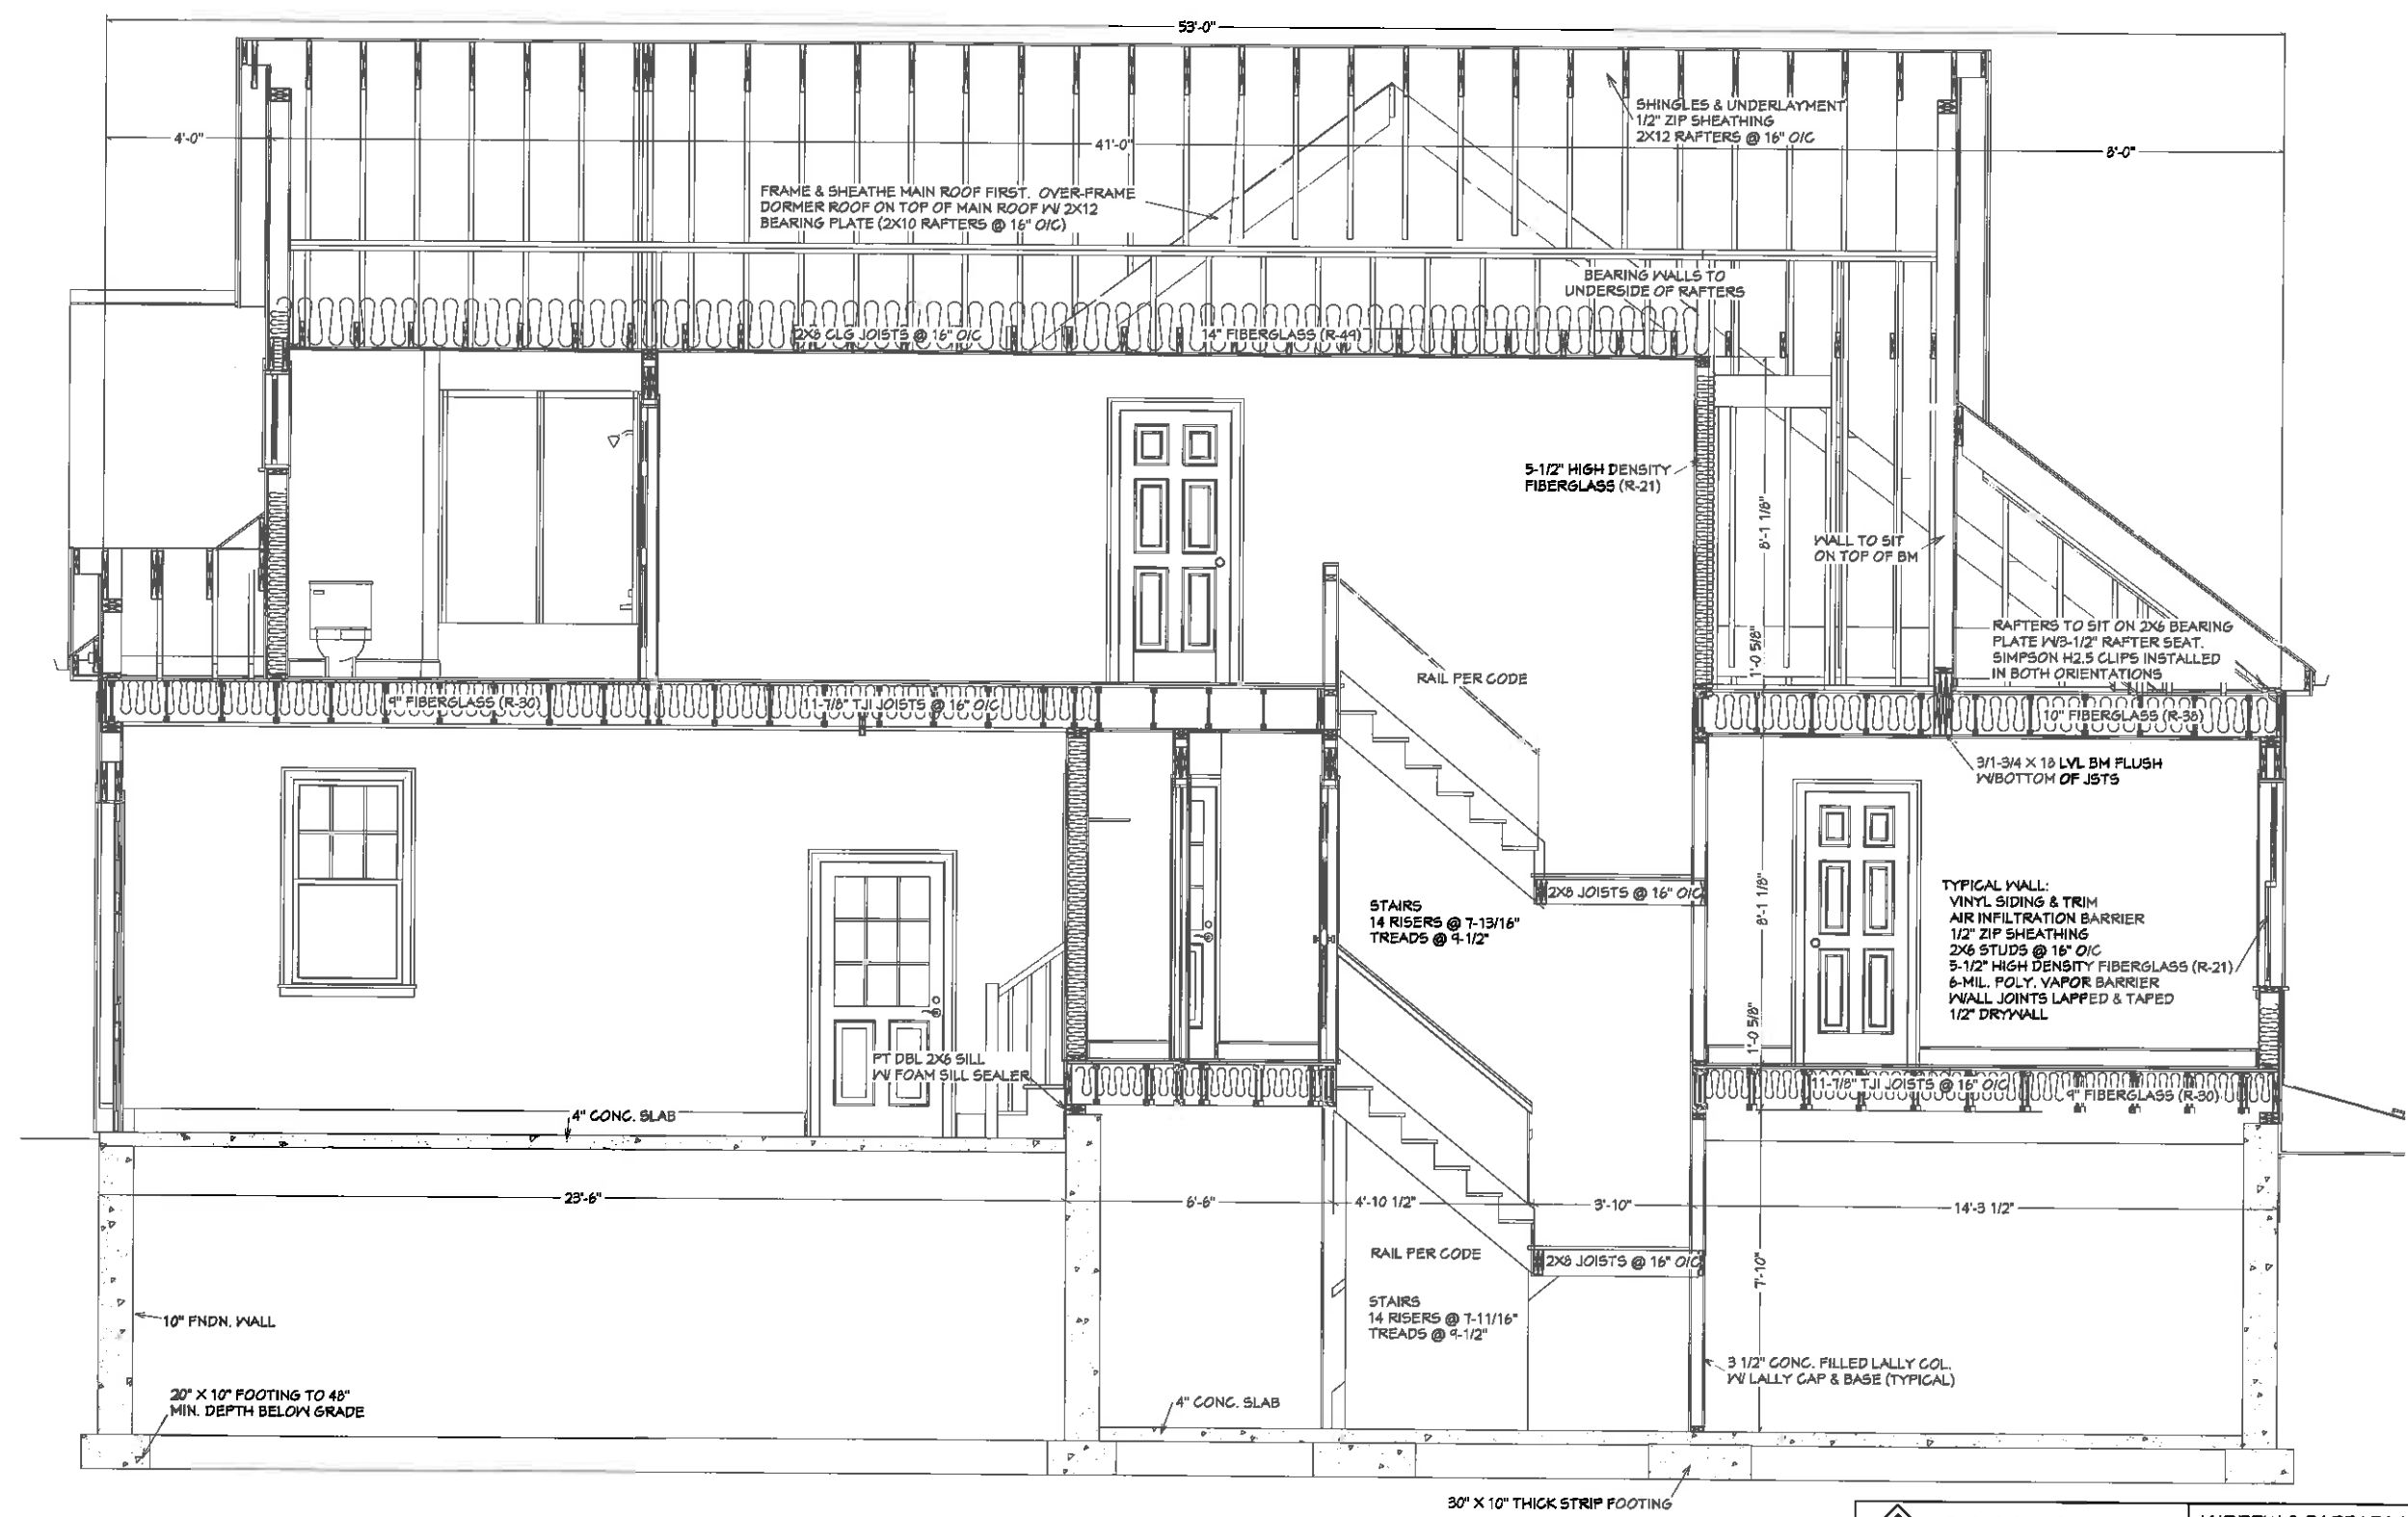 53'-0"
4'-0"
41'-0"
8'-0"
SHINGLES & UNDERLAYMENT
1/2" ZIP SHEATHING
2X12 RAFTERS @ 16" O/C
FRAME & SHEATHE MAIN ROOF FIRST. OVER-FRAME
DORMER ROOF ON TOP OF MAIN ROOF W/ 2X12
BEARING PLATE (2X10 RAFTERS @ 16" O/C)
BEARING WALLS TO
UNDERSIDE OF RAFTERS
2X6 CLG JOISTS @ 16" O/C
14" FIBERGLASS (R-49)
5-1/2" HIGH DENSITY
FIBERGLASS (R-21)
8'-1 1/8"
WALL TO SIT
ON TOP OF BM
1'-0 5/8"
RAFTERS TO SIT ON 2X6 BEARING
PLATE W/3-1/2" RAFTER SEAT.
SIMPSON H2.5 CLIPS INSTALLED
IN BOTH ORIENTATIONS
RAIL PER CODE
9" FIBERGLASS (R-30)
11-7/8" TJI JOISTS @ 16" O/C
10" FIBERGLASS (R-38)
3/1-3/4 X 18 LVL BM FLUSH
W/BOTTOM OF JSTS
2X8 JOISTS @ 16" O/C
STAIRS
14 RISERS @ 7-13/16"
TREADS @ 9-1/2"
8'-1 1/8"
TYPICAL WALL:
VINYL SIDING & TRIM
AIR INFILTRATION BARRIER
1/2" ZIP SHEATHING
2X6 STUDS @ 16" O/C
5-1/2" HIGH DENSITY FIBERGLASS (R-21)
6-MIL. POLY. VAPOR BARRIER
WALL JOINTS LAPPED & TAPED
1/2" DRYWALL
1'-0 5/8"
PT DBL 2X6 SILL
W/ FOAM SILL SEALER
11-7/8" TJI JOISTS @ 16" O/C
9" FIBERGLASS (R-30)
4" CONC. SLAB
23'-6"
6'-6"
4'-10 1/2"
3'-10"
14'-3 1/2"
RAIL PER CODE
2X8 JOISTS @ 16" O/C
7'-10"
STAIRS
14 RISERS @ 7-11/16"
TREADS @ 9-1/2"
10" FNDN. WALL
3 1/2" CONC. FILLED LALLY COL.
W/ LALLY CAP & BASE (TYPICAL)
20" X 10" FOOTING TO 48"
MIN. DEPTH BELOW GRADE
4" CONC. SLAB
30" X 10" THICK STRIP FOOTING